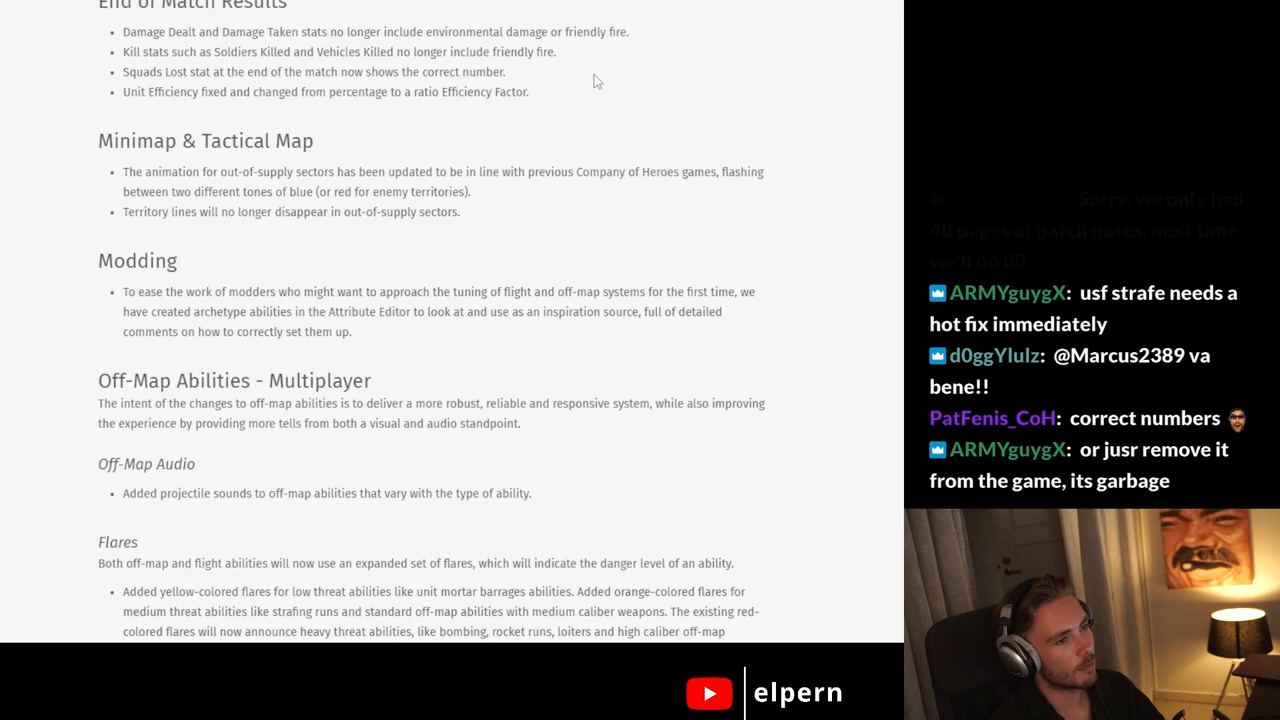 End of Match Results
• Damage Dealt and Damage Taken stats no longer include environmental damage or friendly fire.
• Kill stats such as Soldiers Killed and Vehicles Killed no longer include friendly fire.
• Squads Lost stat at the end of the match now shows the correct number.
• Unit Efficiency fixed and changed from percentage to a ratio Efficiency Factor.
Minimap & Tactical Map
• The animation for out-of-supply sectors has been updated to be in line with previous Company of Heroes games, flashing
between two different tones of blue (or red for enemy territories).
• Territory lines will no longer disappear in out-of-supply sectors.
Modding
• To ease the work of modders who might want to approach the tuning of flight and off-map systems for the first time, we
have created archetype abilities in the Attribute Editor to look at and use as an inspiration source, full of detailed
comments on how to correctly set them up.
Off-Map Abilities - Multiplayer
The intent of the changes to off-map abilities is to deliver a more robust, reliable and responsive system, while also improving
the experience by providing more tells from both a visual and audio standpoint.
Off-Map Audio
• Added projectile sounds to off-map abilities that vary with the type of ability.
Flares
Both off-map and flight abilities will now use an expanded set of flares, which will indicate the danger level of an ability.
• Added yellow-colored flares for low threat abilities like unit mortar barrages abilities. Added orange-colored flares for
medium threat abilities like strafing runs and standard off-map abilities with medium caliber weapons. The existing red-
colored flares will now announce heavy threat abilities, like bombing, rocket runs, loiters and high caliber off-map
Sorry, we only had
40 pages of patch notes, next time
we'll do 80
ARMYguygX: usf strafe needs a
hot fix immediately
d0ggYlulz: @Marcus2389 va
bene!!
PatFenis_CoH: correct numbers
ARMYguygX: or jusr remove it
from the game, its garbage
elpern